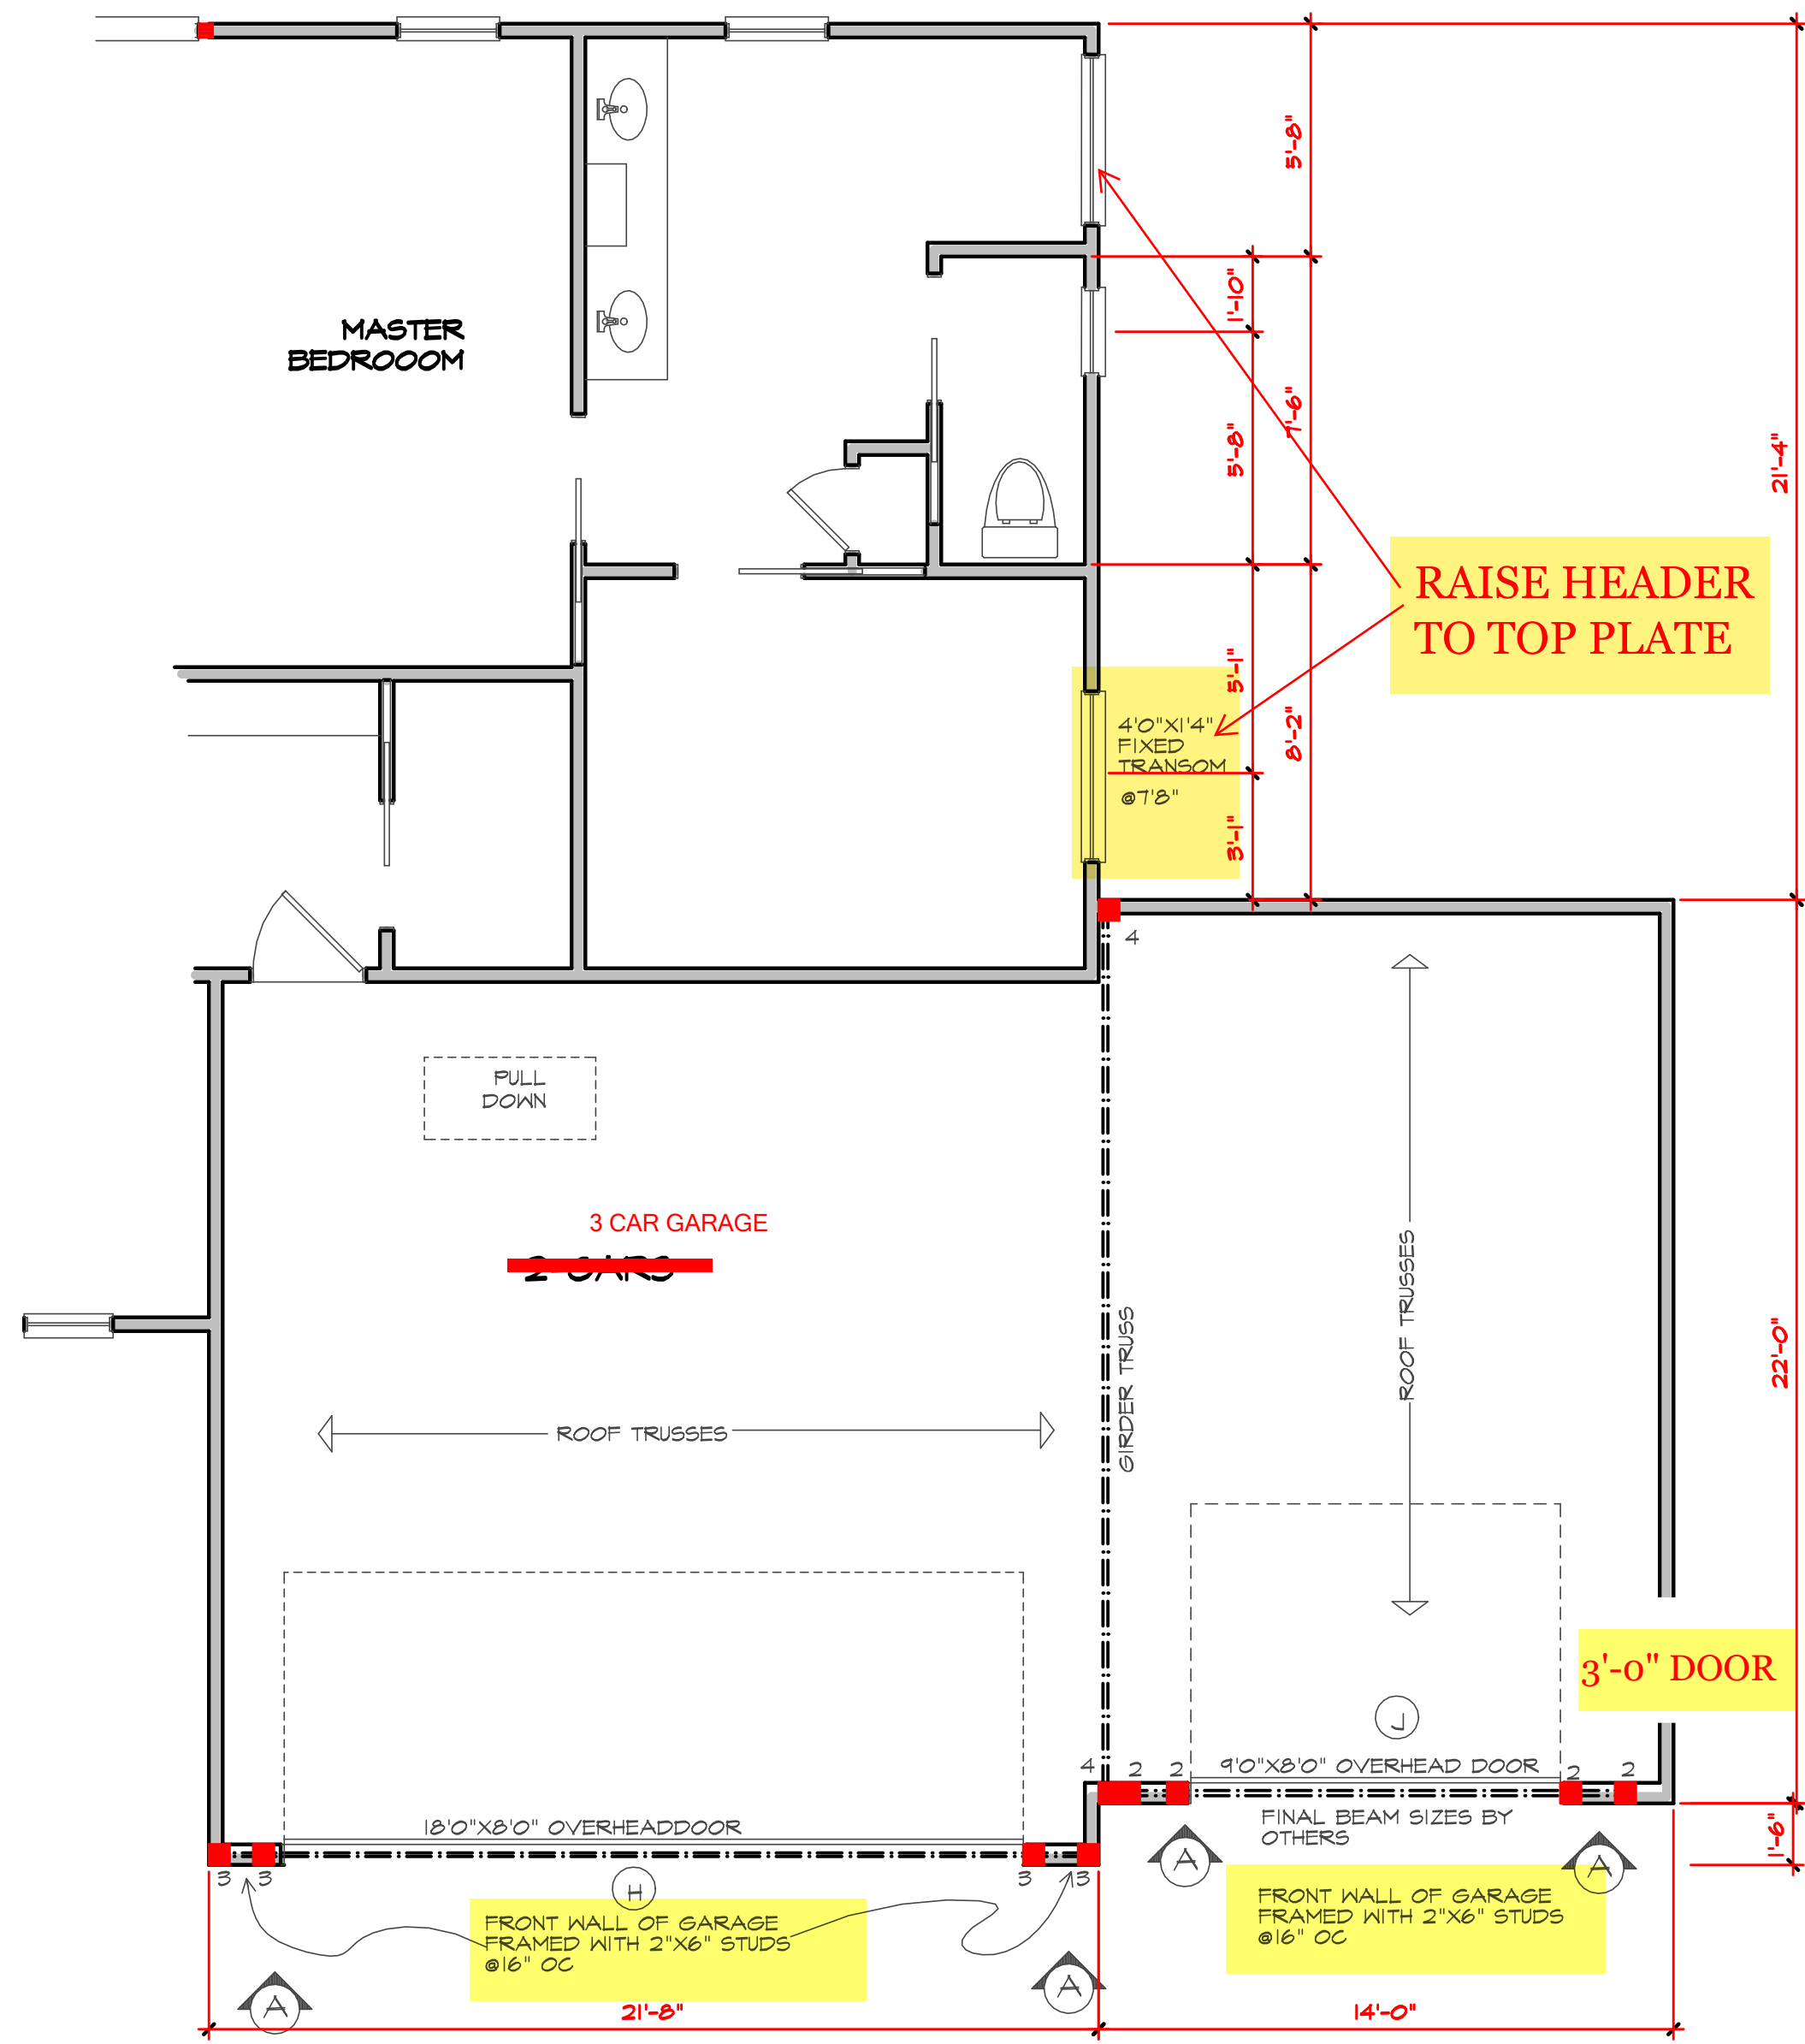 5'-8"
1'-10"
MASTER
BEDROOOM
7'-6"
5'-8"
21'-4"
RAISE HEADER
TO TOP PLATE
5'-1"
8'-2"
4'0"X1'4"
FIXED
TRANSOM
@7'8"
3'-1"
4
PULL
DOWN
3 CAR GARAGE
2 CARS
ROOF TRUSSES
GIRDER TRUSS
22'-0"
ROOF TRUSSES
3'-0" DOOR
J
4 2 2 9'0"X8'0" OVERHEAD DOOR 2 2
18'0"X8'0" OVERHEADDOOR
FINAL BEAM SIZES BY
OTHERS
1'-6"
3 3 3 3
A A
H
FRONT WALL OF GARAGE
FRAMED WITH 2"X6" STUDS
@16" OC
FRONT WALL OF GARAGE
FRAMED WITH 2"X6" STUDS
@16" OC
A A
21'-8" 14'-0"